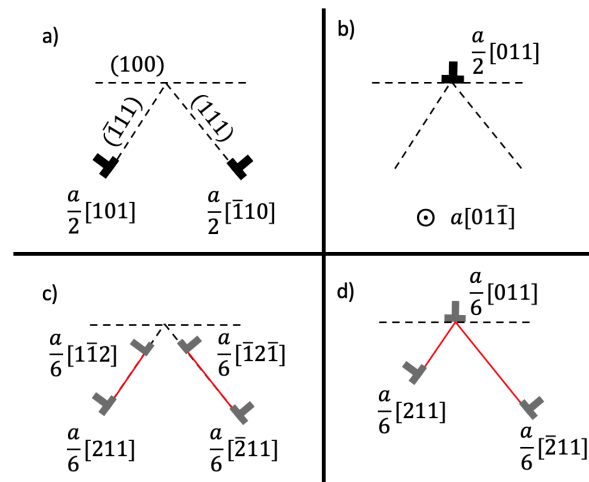 a)
(100)
(1̅11)
(111)
a/2 [101]
a/2 [1̅10]
b)
a/2 [011]
a[011̅]
c)
a/6 [11̅2]
a/6 [1̅21̅]
a/6 [211]
a/6 [2̅11]
d)
a/6 [011]
a/6 [211]
a/6 [2̅11]